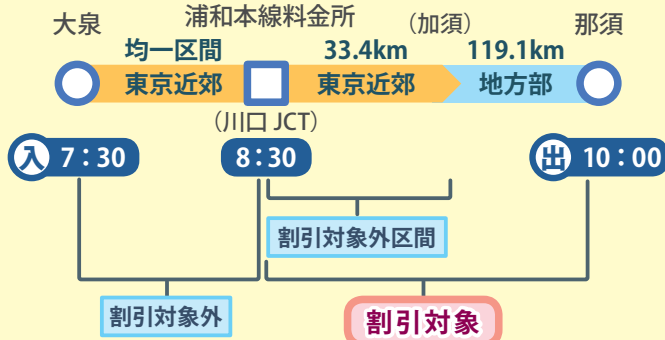 大泉 浦和本線料金所 (加須) 那須
均一区間 33.4km 119.1km
東京近郊 東京近郊 地方部
(川口 JCT)
入 7:30 8:30 出 10:00
割引対象外区間
割引対象外 割引対象